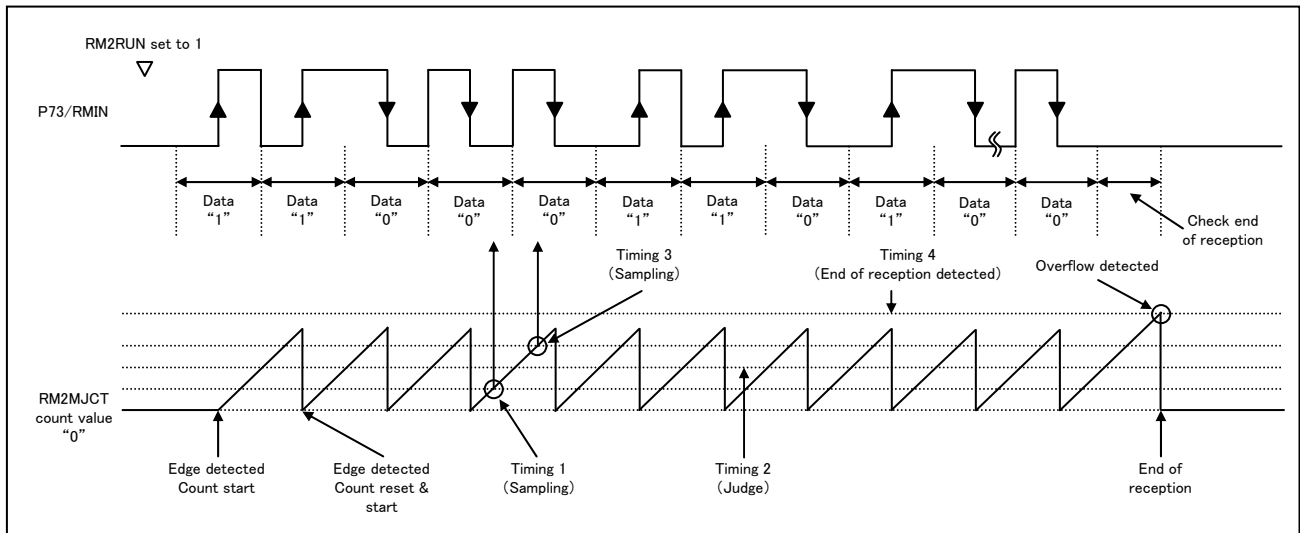 RM2RUN set to 1
P73/RMIN
Data
"1"
Data
"1"
Data
"0"
Data
"0"
Data
"0"
Data
"1"
Data
"1"
Data
"0"
Data
"1"
Data
"0"
Data
"0"
Check end
of reception
Timing 3
(Sampling)
Timing 4
(End of reception detected)
Overflow detected
RM2MJCT
count value
"0"
Edge detected
Count start
Edge detected
Count reset &
start
Timing 1
(Sampling)
Timing 2
(Judge)
End of
reception